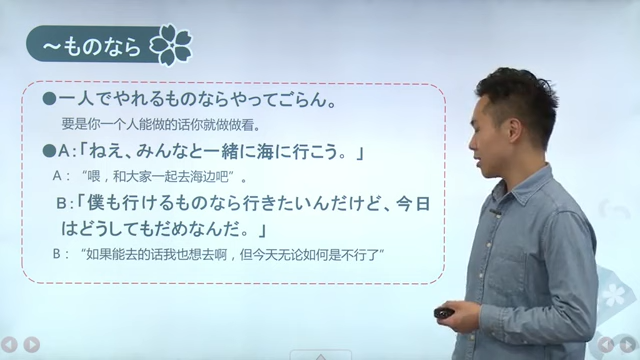 ～ものなら
●一人でやれるものならやってごらん。
要是你一个人能做的话你就做做看。
●A：「ねえ、みんなと一緒に海に行こう。」
A：“喂，和大家一起去海边吧”。
B：「僕も行けるものなら行きたいんだけど、今日
はどうしてもだめなんだ。」
B：“如果能去的话我也想去啊，但今天无论如何是不行了”